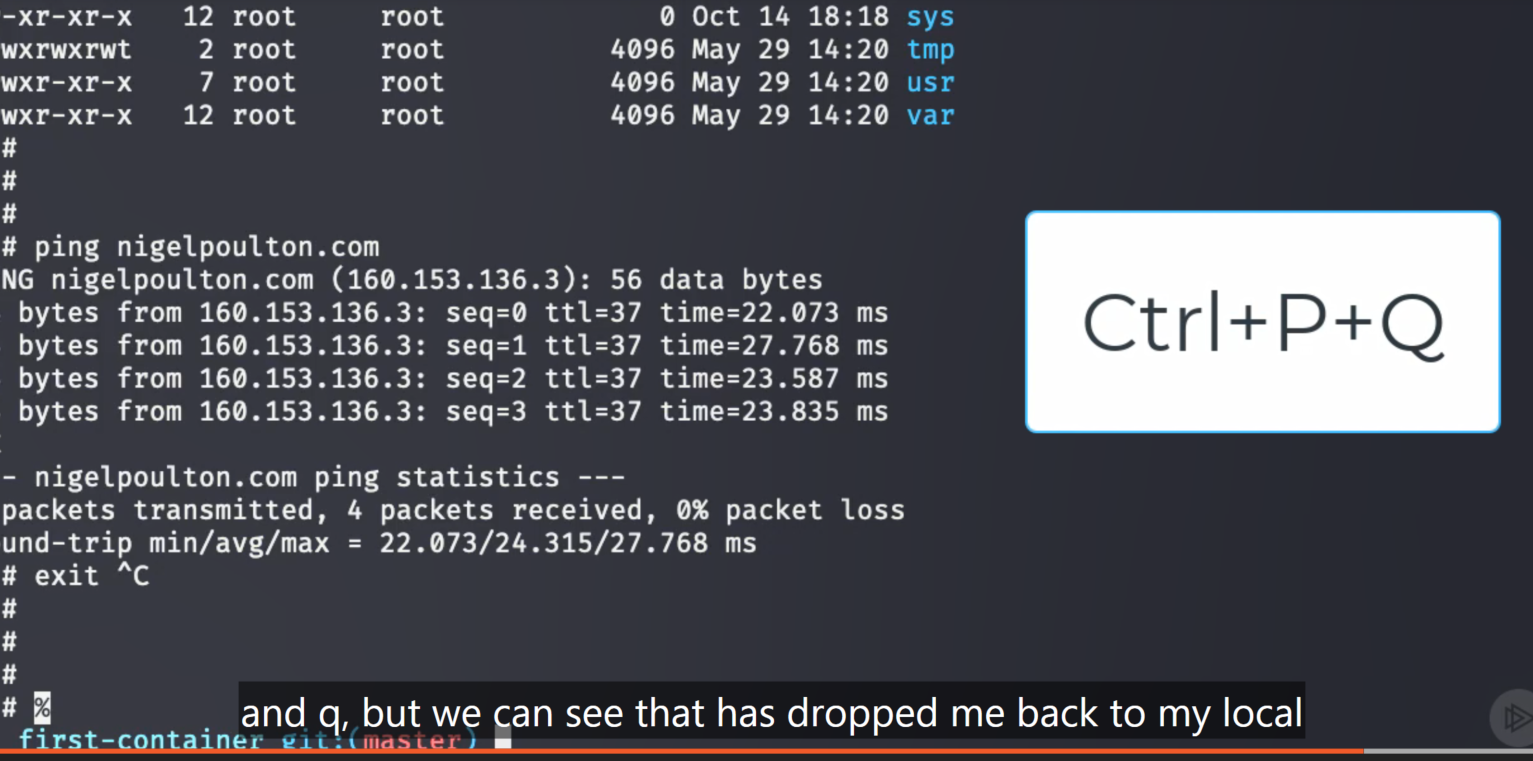 -xr-xr-x 12 root root 0 Oct 14 18:18 sys
wxrwxrwt 2 root root 4096 May 29 14:20 tmp
wxr-xr-x 7 root root 4096 May 29 14:20 usr
wxr-xr-x 12 root root 4096 May 29 14:20 var
#
#
#
# ping nigelpoulton.com
NG nigelpoulton.com (160.153.136.3): 56 data bytes
bytes from 160.153.136.3: seq=0 ttl=37 time=22.073 ms
bytes from 160.153.136.3: seq=1 ttl=37 time=27.768 ms
bytes from 160.153.136.3: seq=2 ttl=37 time=23.587 ms
bytes from 160.153.136.3: seq=3 ttl=37 time=23.835 ms
- nigelpoulton.com ping statistics ---
packets transmitted, 4 packets received, 0% packet loss
und-trip min/avg/max = 22.073/24.315/27.768 ms
# exit ^C
#
#
#
# %
first-container git:(master)
Ctrl+P+Q
and q, but we can see that has dropped me back to my local